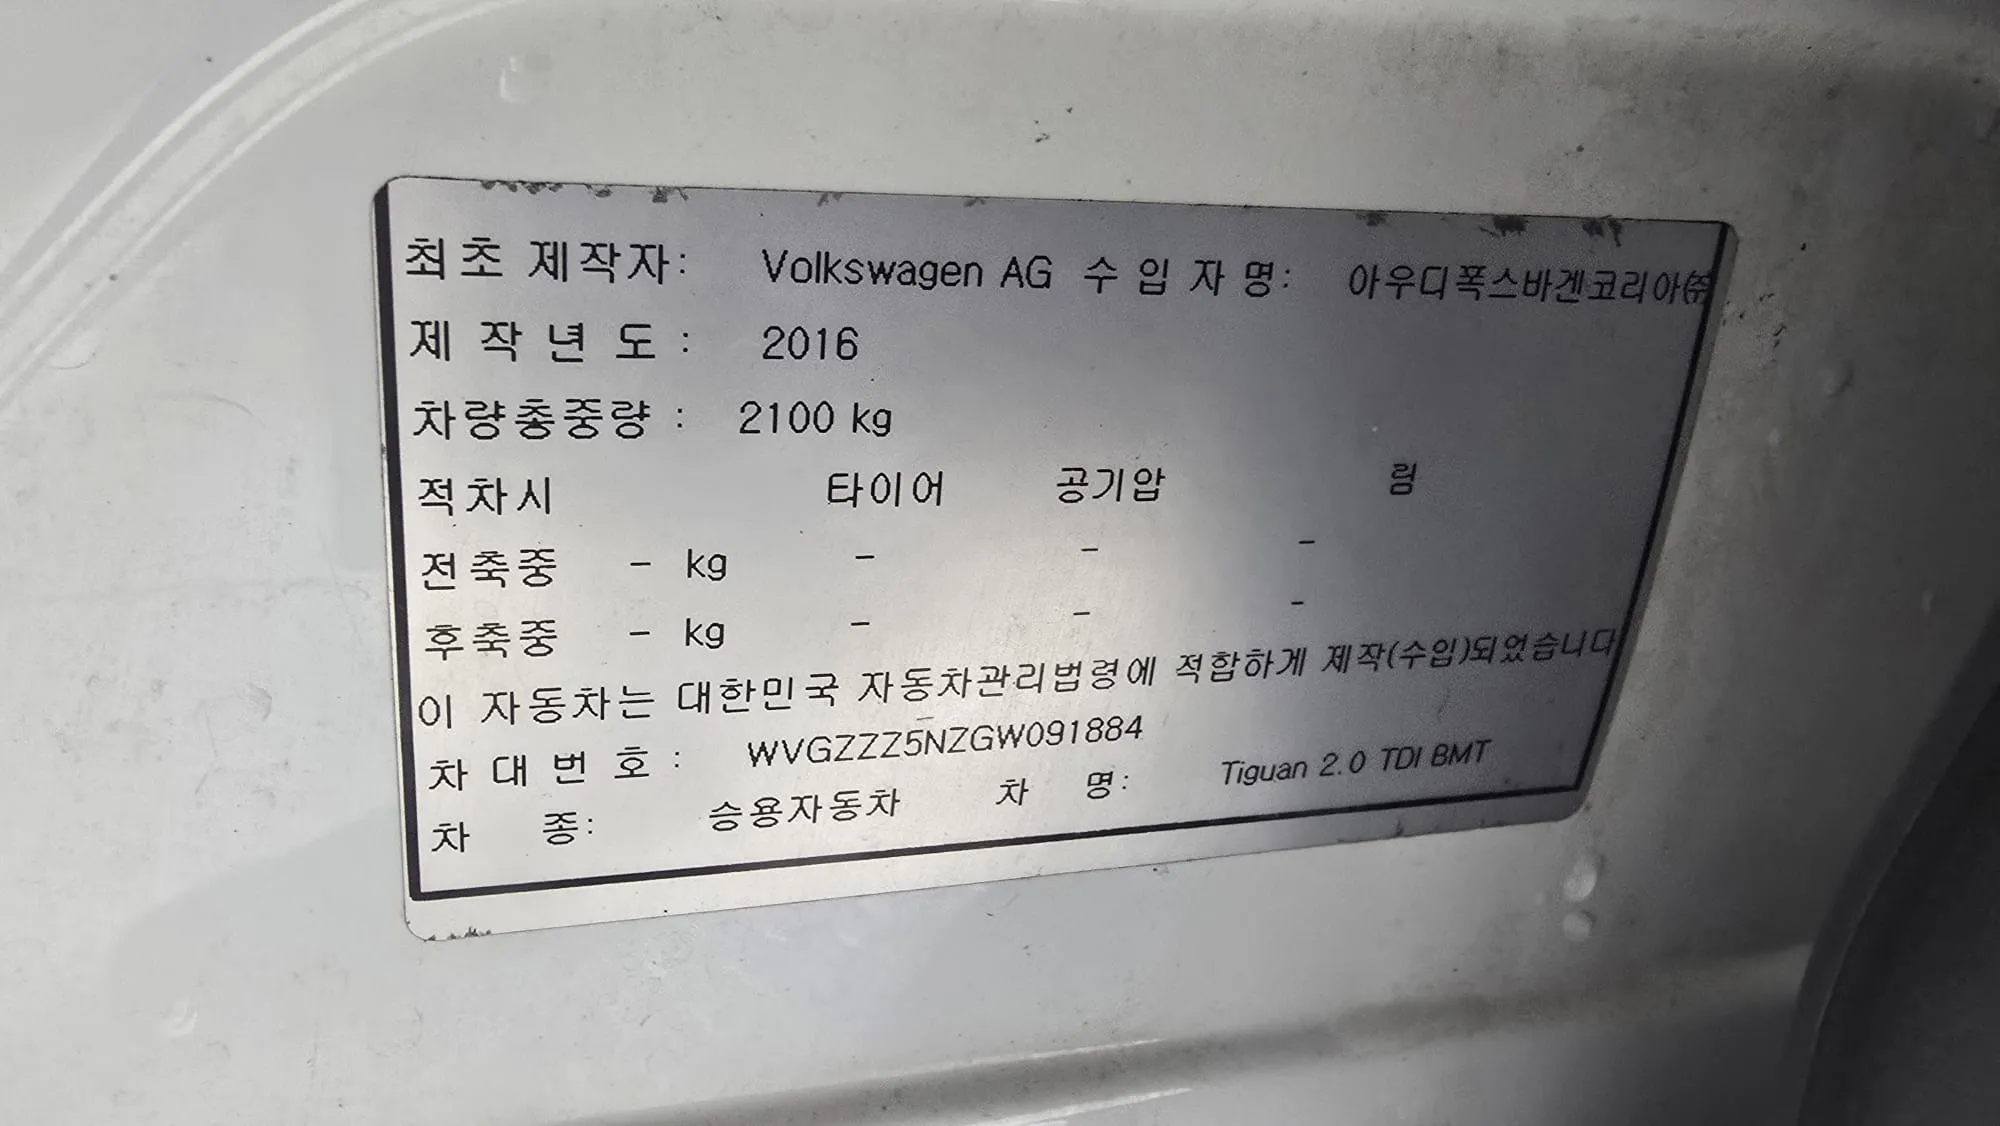 최초 제작자: Volkswagen AG 수 입 자 명: 아우디폭스바겐코리아㈜
제 작 년 도 : 2016
차량총중량 : 2100 kg
적차시 타이어 공기압 림
전축중 - kg - - -
후축중 - kg - - -
이 자동차는 대한민국 자동차관리법령에 적합하게 제작(수입)되었습니다
차 대 번 호 : WVGZZZ5NZGW091884
차 종: 승용자동차 차 명: Tiguan 2.0 TDI BMT